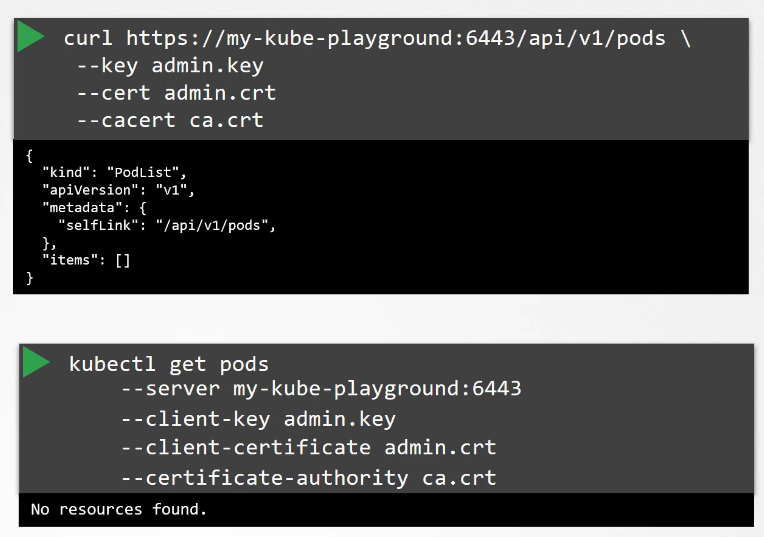 curl https://my-kube-playground:6443/api/v1/pods \
--key admin.key
--cert admin.crt
--cacert ca.crt
{
"kind": "PodList",
"apiVersion": "v1",
"metadata": {
"selfLink": "/api/v1/pods",
},
"items": []
}
kubectl get pods
--server my-kube-playground:6443
--client-key admin.key
--client-certificate admin.crt
--certificate-authority ca.crt
No resources found.